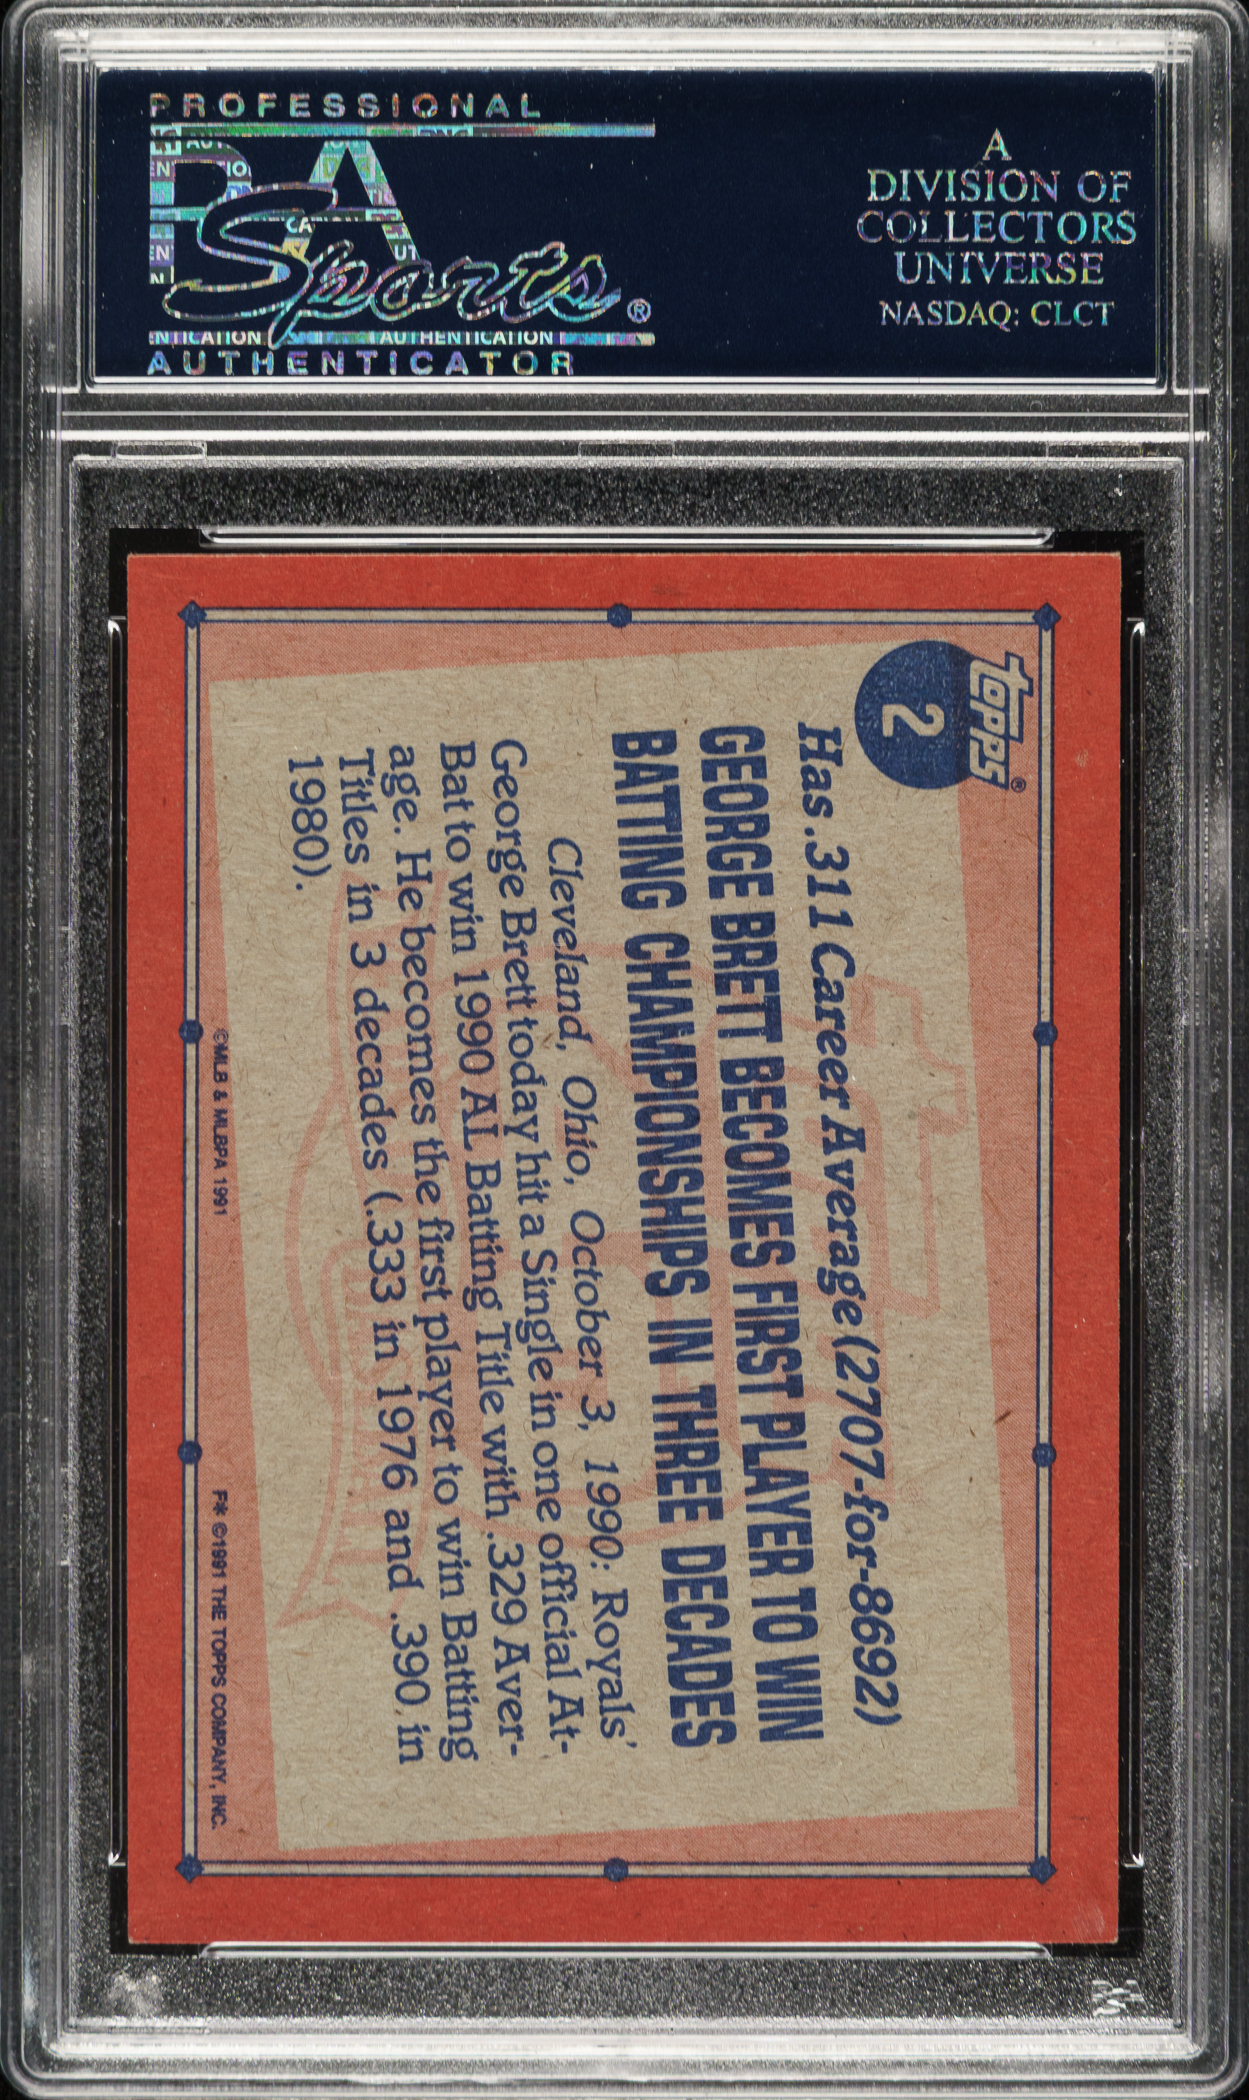 PROFESSIONAL
PSA
Sports®
AUTHENTICATION
AUTHENTICATION
AUTHENTICATOR
A
DIVISION OF
COLLECTORS
UNIVERSE
NASDAQ: CLCT
topps®
2
Has .311 Career Average (2707-for-8692)
GEORGE BRETT BECOMES FIRST PLAYER TO WIN
BATTING CHAMPIONSHIPS IN THREE DECADES
Cleveland, Ohio, October 3, 1990: Royals'
George Brett today hit a Single in one official At-
Bat to win 1990 AL Batting Title with .329 Aver-
age. He becomes the first player to win Batting
Titles in 3 decades (.333 in 1976 and .390 in
1980).
©MLB & MLBPA 1991
F* ©1991 THE TOPPS COMPANY, INC.
PSA